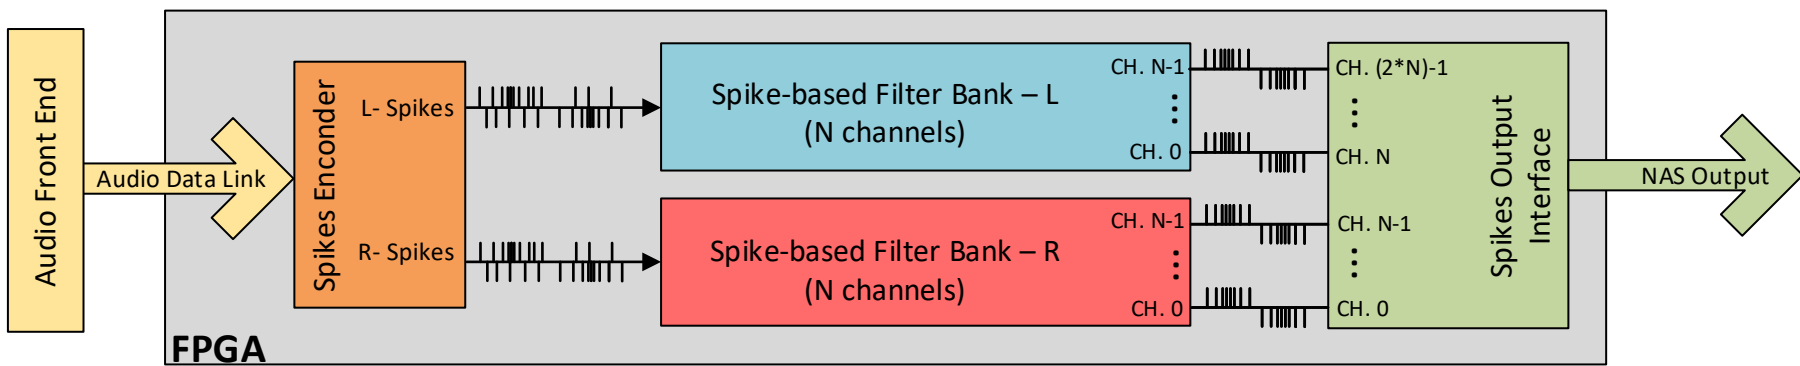 Audio Front End
Audio Data Link
FPGA
Spikes Enconder
L- Spikes
R- Spikes
Spike-based Filter Bank – L
(N channels)
CH. N-1
CH. 0
Spike-based Filter Bank – R
(N channels)
CH. N-1
CH. 0
CH. (2*N)-1
CH. N
CH. N-1
CH. 0
Spikes Output
Interface
NAS Output